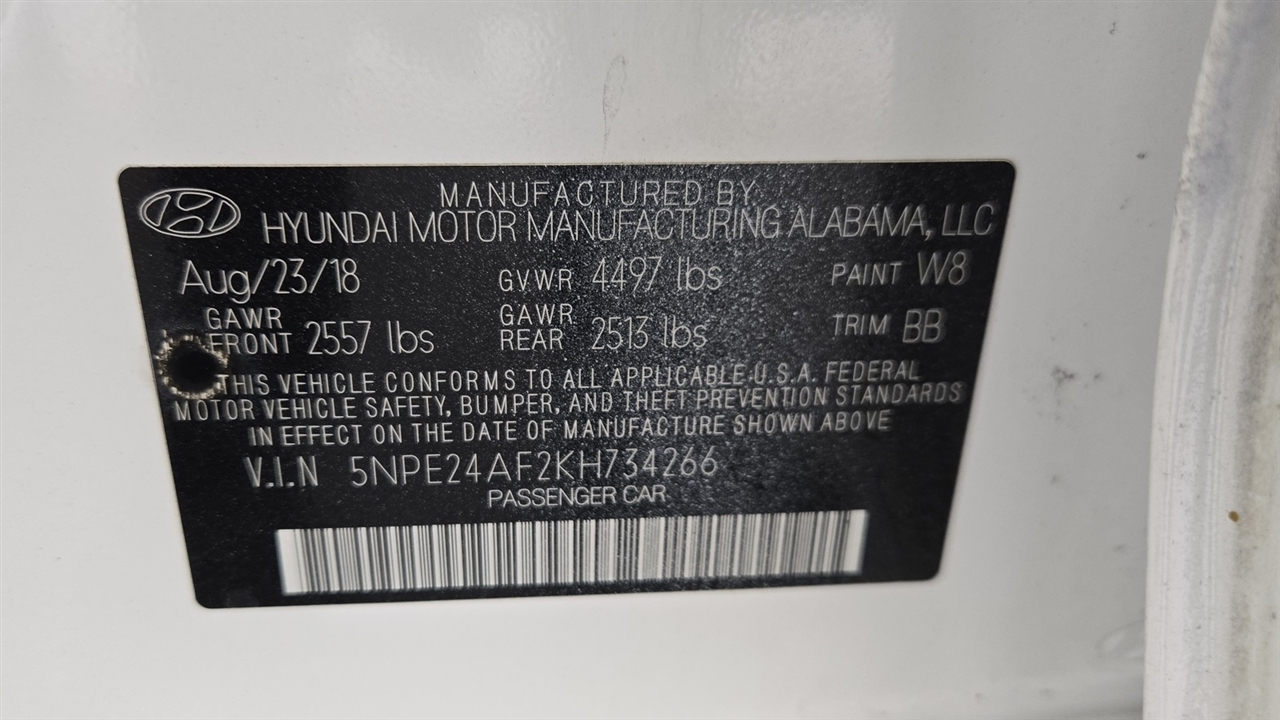 MANUFACTURED BY
HYUNDAI MOTOR MANUFACTURING ALABAMA, LLC
Aug/23/18 GVWR 4497 lbs PAINT W8
GAWR FRONT 2557 lbs GAWR REAR 2513 lbs TRIM BB
THIS VEHICLE CONFORMS TO ALL APPLICABLE U.S.A. FEDERAL
MOTOR VEHICLE SAFETY, BUMPER, AND THEFT PREVENTION STANDARDS
IN EFFECT ON THE DATE OF MANUFACTURE SHOWN ABOVE
V.I.N 5NPE24AF2KH734266
PASSENGER CAR